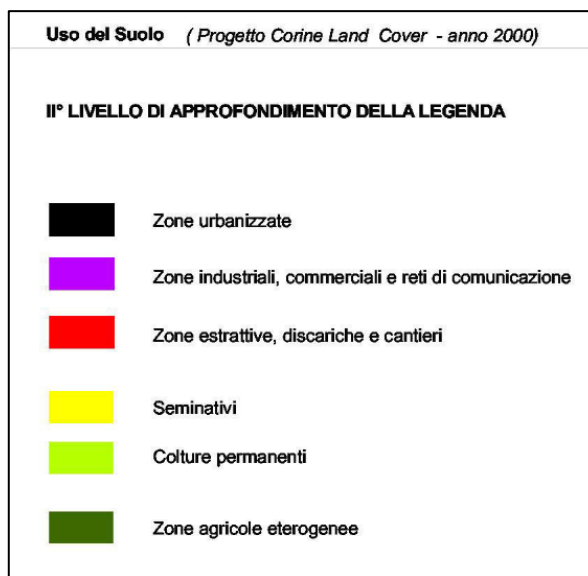 Uso del Suolo ( Progetto Corine Land Cover - anno 2000)
II° LIVELLO DI APPROFONDIMENTO DELLA LEGENDA
Zone urbanizzate
Zone industriali, commerciali e reti di comunicazione
Zone estrattive, discariche e cantieri
Seminativi
Colture permanenti
Zone agricole eterogenee